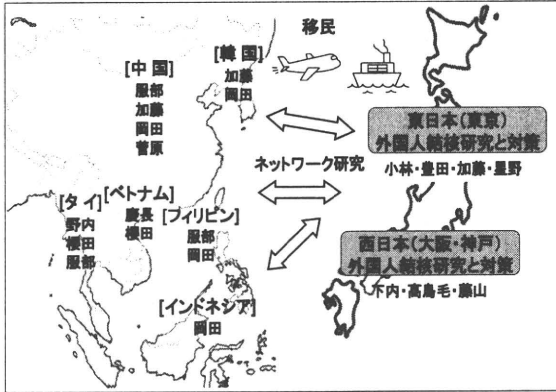 移民
[韓国]
加藤
岡田
[中国]
服部
加藤
岡田
菅原
東日本(東京)
外国人結核研究と対策
小林・豊田・加藤・星野
ネットワーク研究
[タイ]
野内
櫻田
服部
[ベトナム]
慶長
櫻田
[フィリピン]
服部
岡田
西日本(大阪・神戸)
外国人結核研究と対策
下内・高鳥毛・藤山
[インドネシア]
岡田